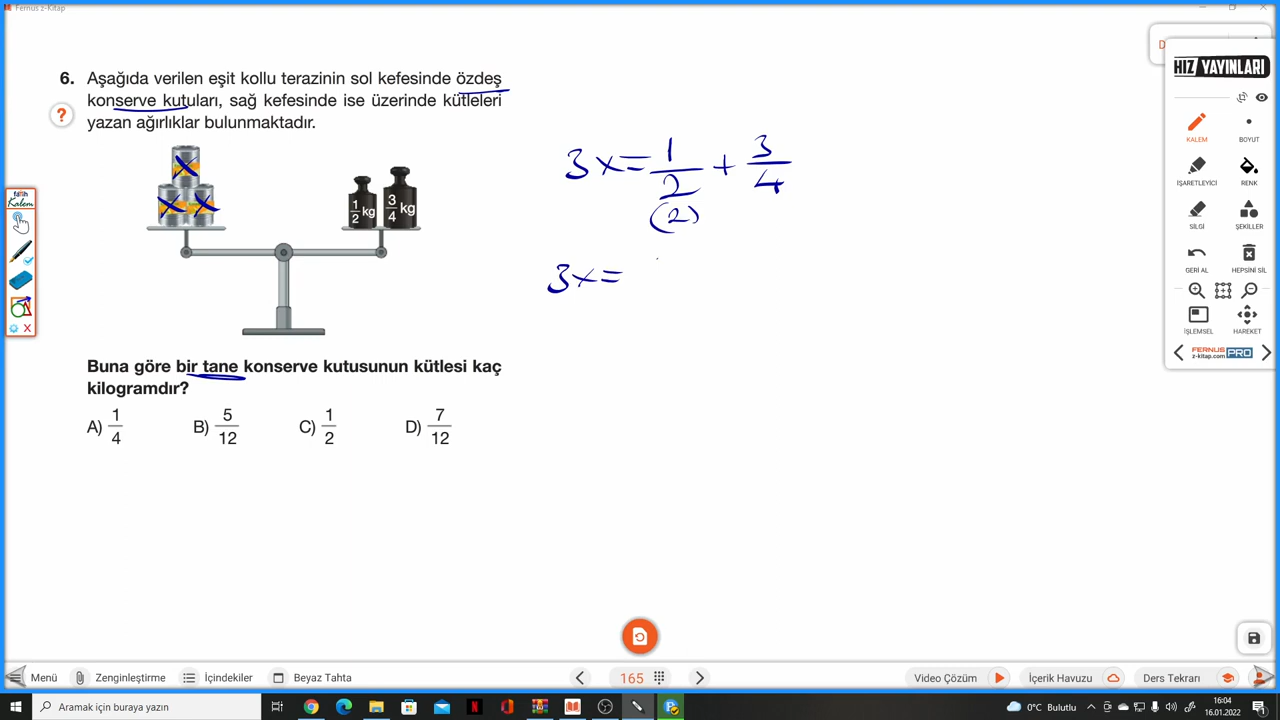 Fernus z-Kitap
6. Aşağıda verilen eşit kollu terazinin sol kefesinde özdeş
konserve kutuları, sağ kefesinde ise üzerinde kütleleri
yazan ağırlıklar bulunmaktadır.
?
x
x x
1/2 kg 3/4 kg
3x = 1/2 + 3/4
(2)
3x =
Buna göre bir tane konserve kutusunun kütlesi kaç
kilogramdır?
A) 1/4 B) 5/12 C) 1/2 D) 7/12
fatih
Kalem
HIZ YAYINLARI
KALEM BOYUT
İŞARETLEYİCİ RENK
SİLGİ ŞEKİLLER
GERİ AL HEPSİNİ SİL
İŞLEMSEL HAREKET
FERNUS
z-kitap.com PRO
Menü Zenginleştirme İçindekiler Beyaz Tahta 165 Video Çözüm İçerik Havuzu Ders Tekrarı
Aramak için buraya yazın 0°C Bulutlu 16:04
16.01.2022